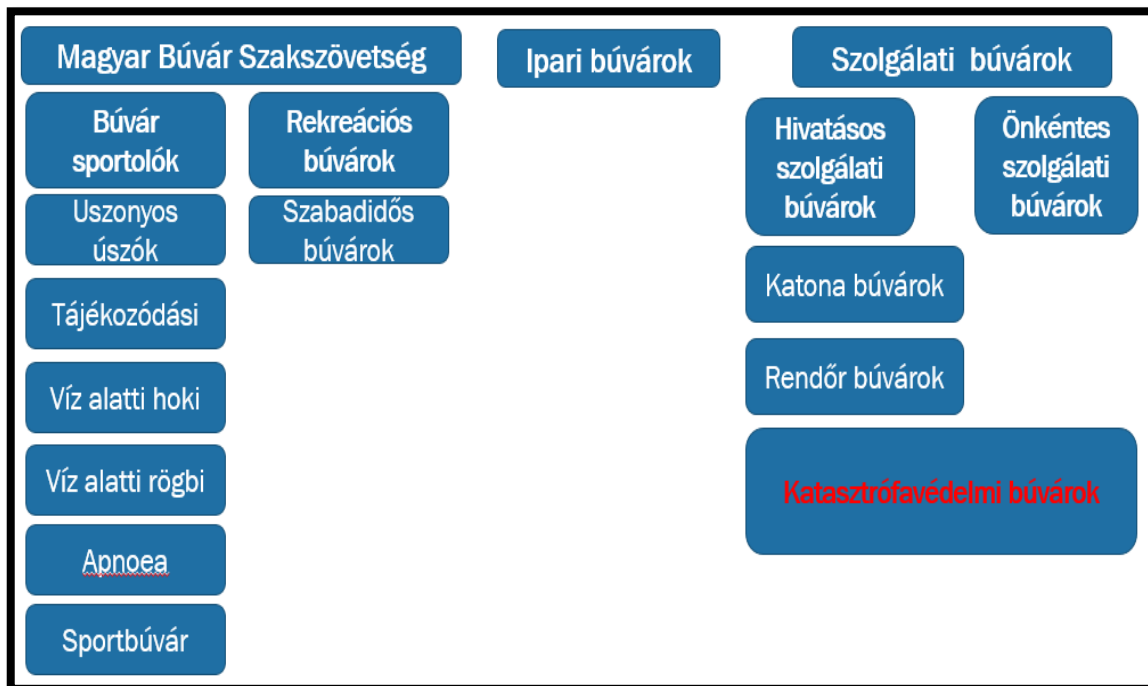 Magyar Búvár Szakszövetség
Búvár
sportolók
Rekreációs
búvárok
Uszonyos
úszók
Szabadidős
búvárok
Tájékozódási
Víz alatti hoki
Víz alatti rögbi
Apnoea
Sportbúvár
Ipari búvárok
Szolgálati búvárok
Hivatásos
szolgálati
búvárok
Önkéntes
szolgálati
búvárok
Katona búvárok
Rendőr búvárok
Katasztrófavédelmi búvárok